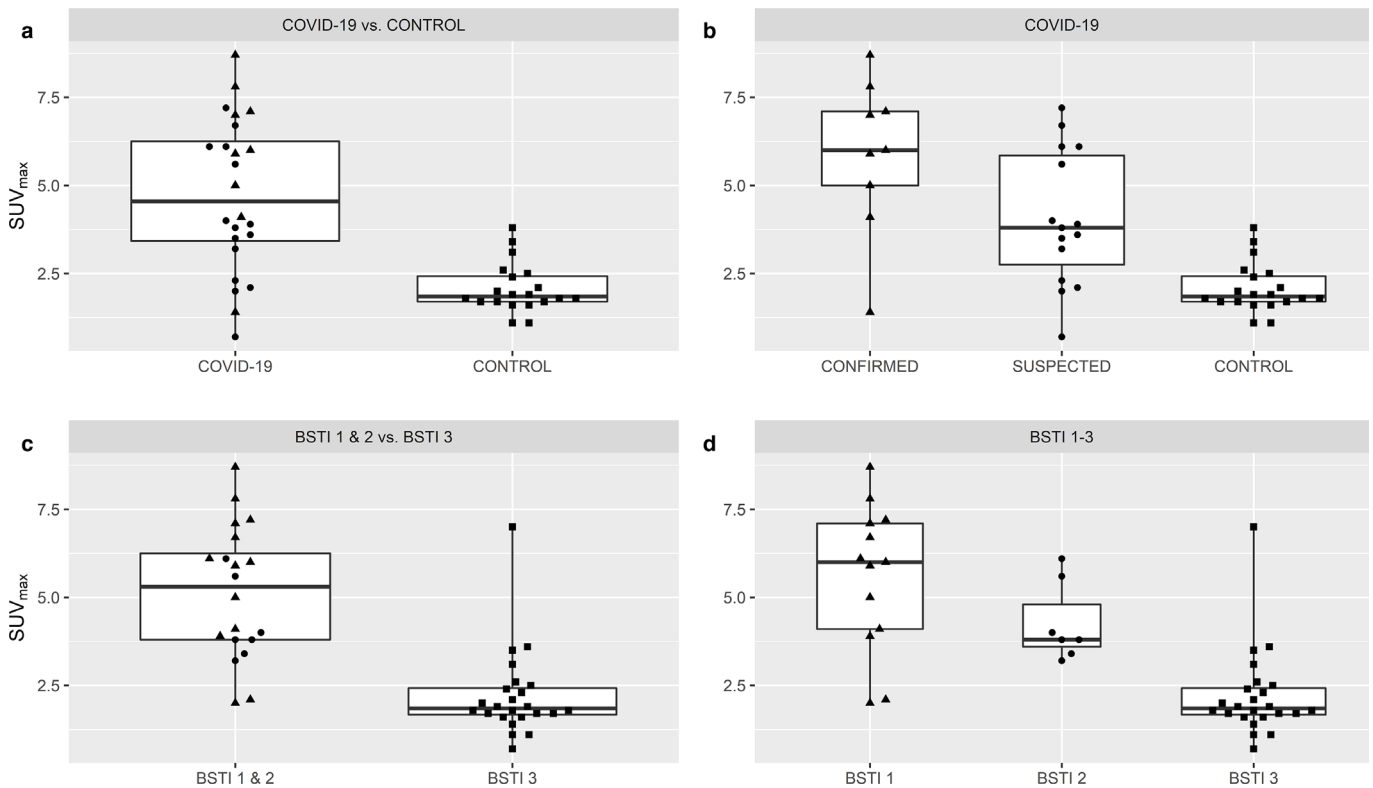 a
COVID-19 vs. CONTROL
SUVmax
7.5
5.0
2.5
COVID-19 CONTROL
b
COVID-19
7.5
5.0
2.5
CONFIRMED SUSPECTED CONTROL
c
BSTI 1 & 2 vs. BSTI 3
SUVmax
7.5
5.0
2.5
BSTI 1 & 2 BSTI 3
d
BSTI 1-3
7.5
5.0
2.5
BSTI 1 BSTI 2 BSTI 3